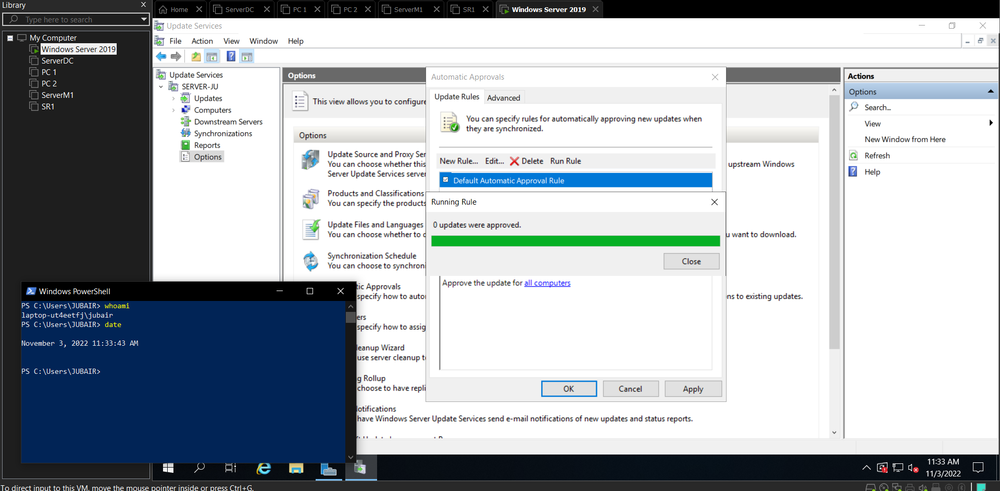 Library
Type here to search
My Computer
Windows Server 2019
ServerDC
PC 1
PC 2
ServerM1
SR1
Home
ServerDC
PC 1
PC 2
ServerM1
SR1
Windows Server 2019
Update Services
File Action View Window Help
Update Services
SERVER-JU
Updates
Computers
Downstream Servers
Synchronizations
Reports
Options
Options
This view allows you to configure
Options
Update Source and Proxy Ser
You can choose whether this
upstream Windows
Server Update Services server
Products and Classifications
You can specify the products
Update Files and Languages
You can choose whether to d
u want to download.
Synchronization Schedule
You can choose to synchroni
tic Approvals
specify how to auto
ns to existing updates.
ers
specify how to assig
leanup Wizard
use server cleanup t
g Rollup
choose to have repli
otifications
have Windows Server Update Services send e-mail notifications of new updates and status reports.
Automatic Approvals
Update Rules
Advanced
You can specify rules for automatically approving new updates when
they are synchronized.
New Rule... Edit... Delete Run Rule
Default Automatic Approval Rule
Running Rule
0 updates were approved.
Close
Approve the update for all computers
OK Cancel Apply
Actions
Options
Search...
View
New Window from Here
Refresh
Help
Windows PowerShell
PS C:\Users\JUBAIR> whoami
laptop-ut4eetfj\jubair
PS C:\Users\JUBAIR> date
November 3, 2022 11:33:43 AM
PS C:\Users\JUBAIR>
11:33 AM
11/3/2022
To direct input to this VM, move the mouse pointer inside or press Ctrl+G.